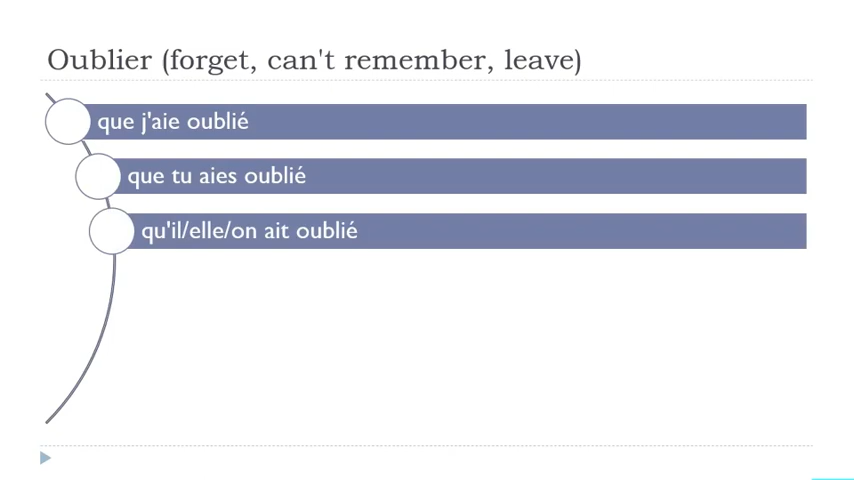 Oublier (forget, can't remember, leave)
que j'aie oublié
que tu aies oublié
qu'il/elle/on ait oublié